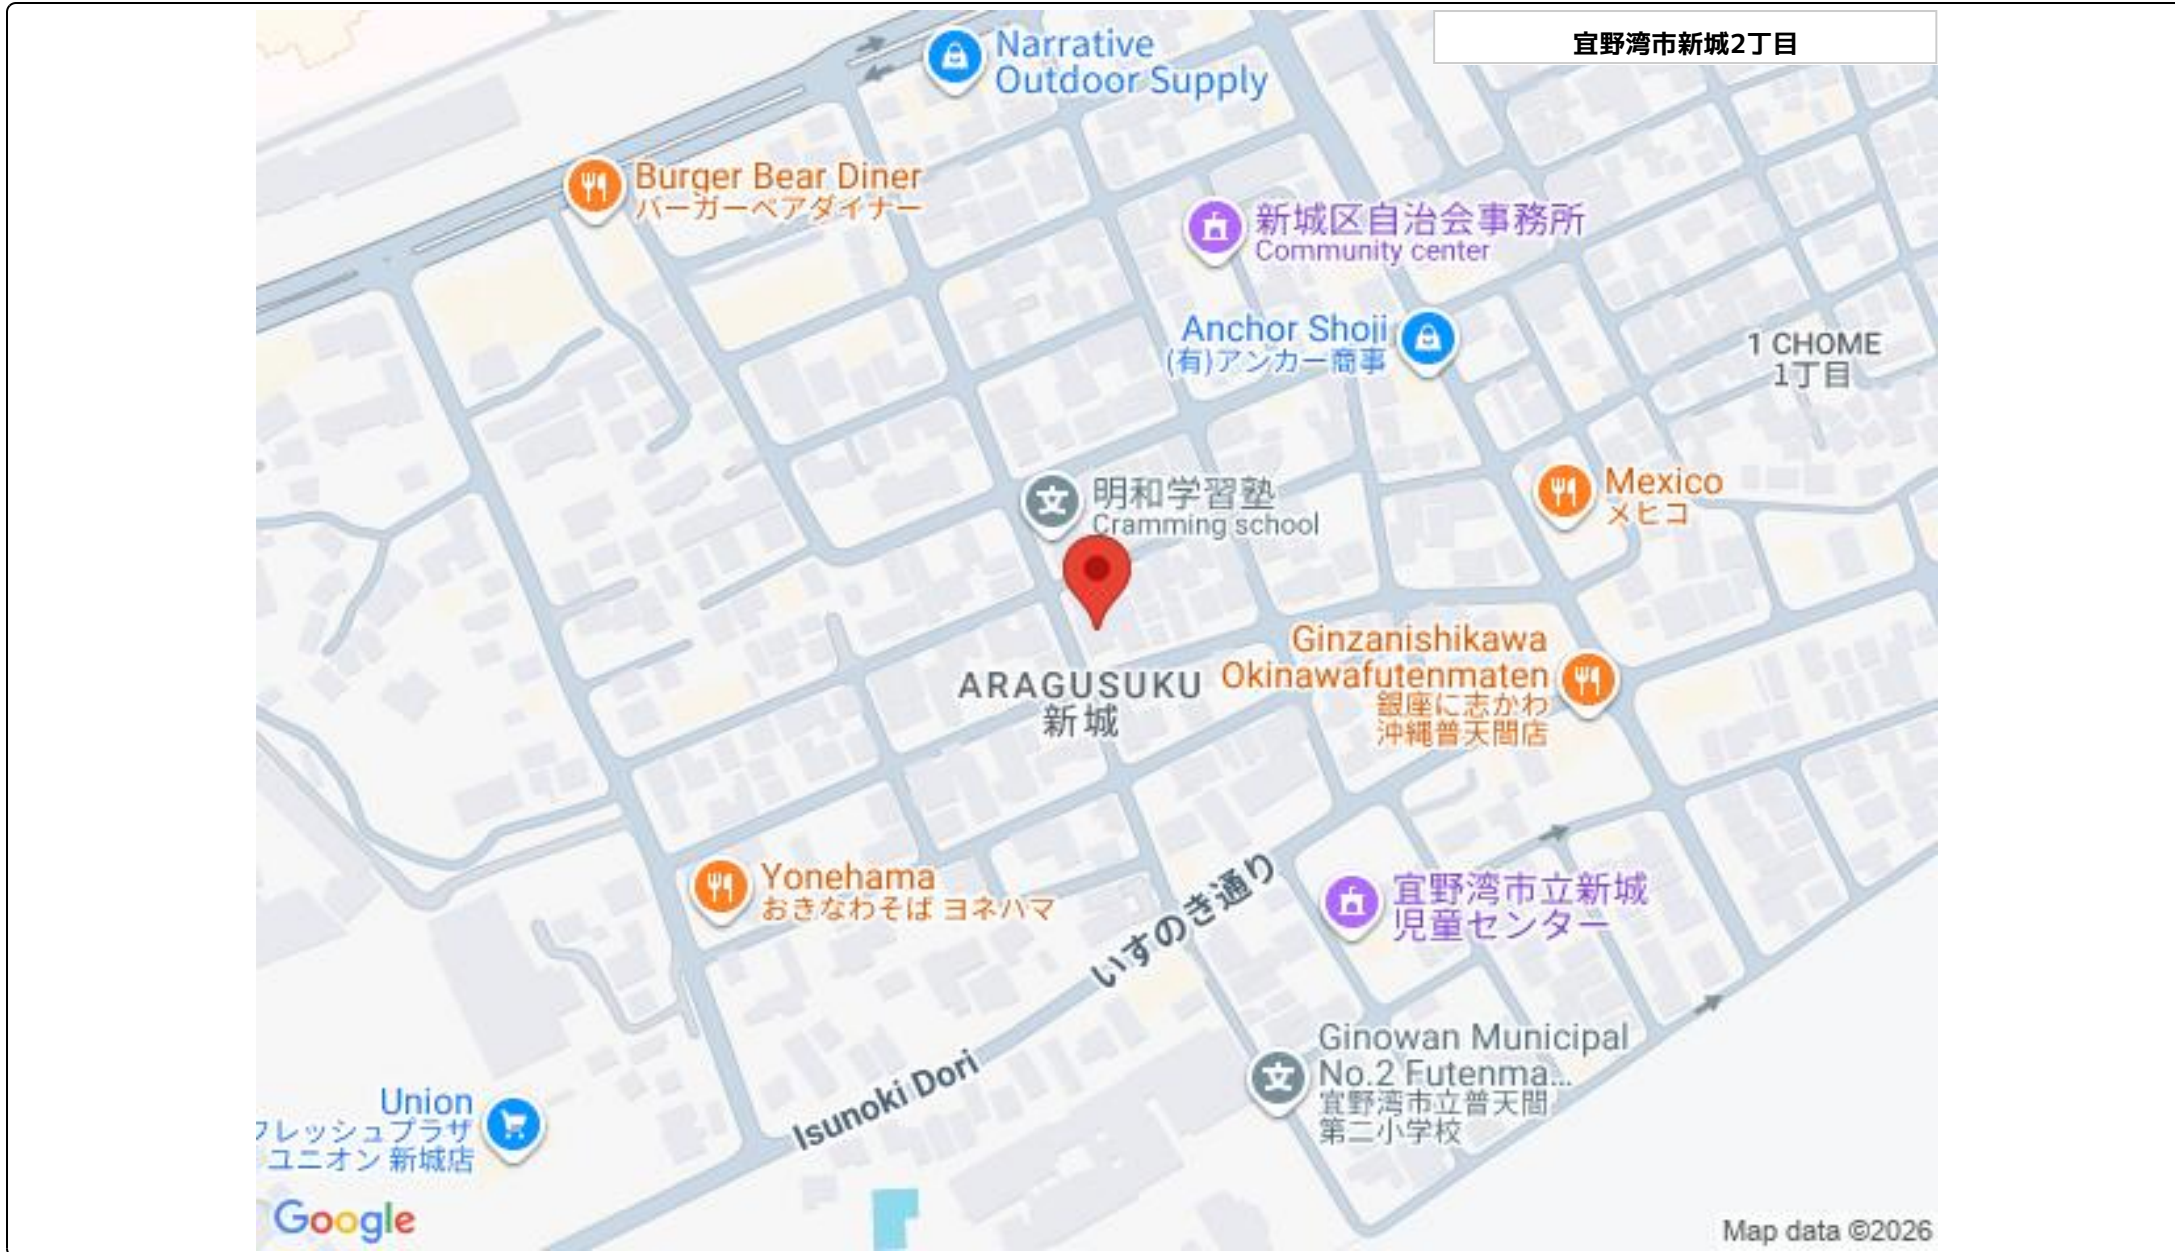 宜野湾市新城2丁目
Narrative
Outdoor Supply
Burger Bear Diner
バーガーベアダイナー
新城区自治会事務所
Community center
Anchor Shoji
(有)アンカー商事
1 CHOME
1丁目
明和学習塾
Cramming school
Mexico
メヒコ
Ginzanishikawa
Okinawafutenmaten
銀座に志かわ
沖縄普天間店
ARAGUSUKU
新城
Yonehama
おきなわそば ヨネハマ
いすのき通り
宜野湾市立新城
児童センター
Isunoki Dori
Ginowan Municipal
No.2 Futenma...
宜野湾市立普天間
第二小学校
Union
フレッシュプラザ
ユニオン 新城店
Google
Map data ©2026